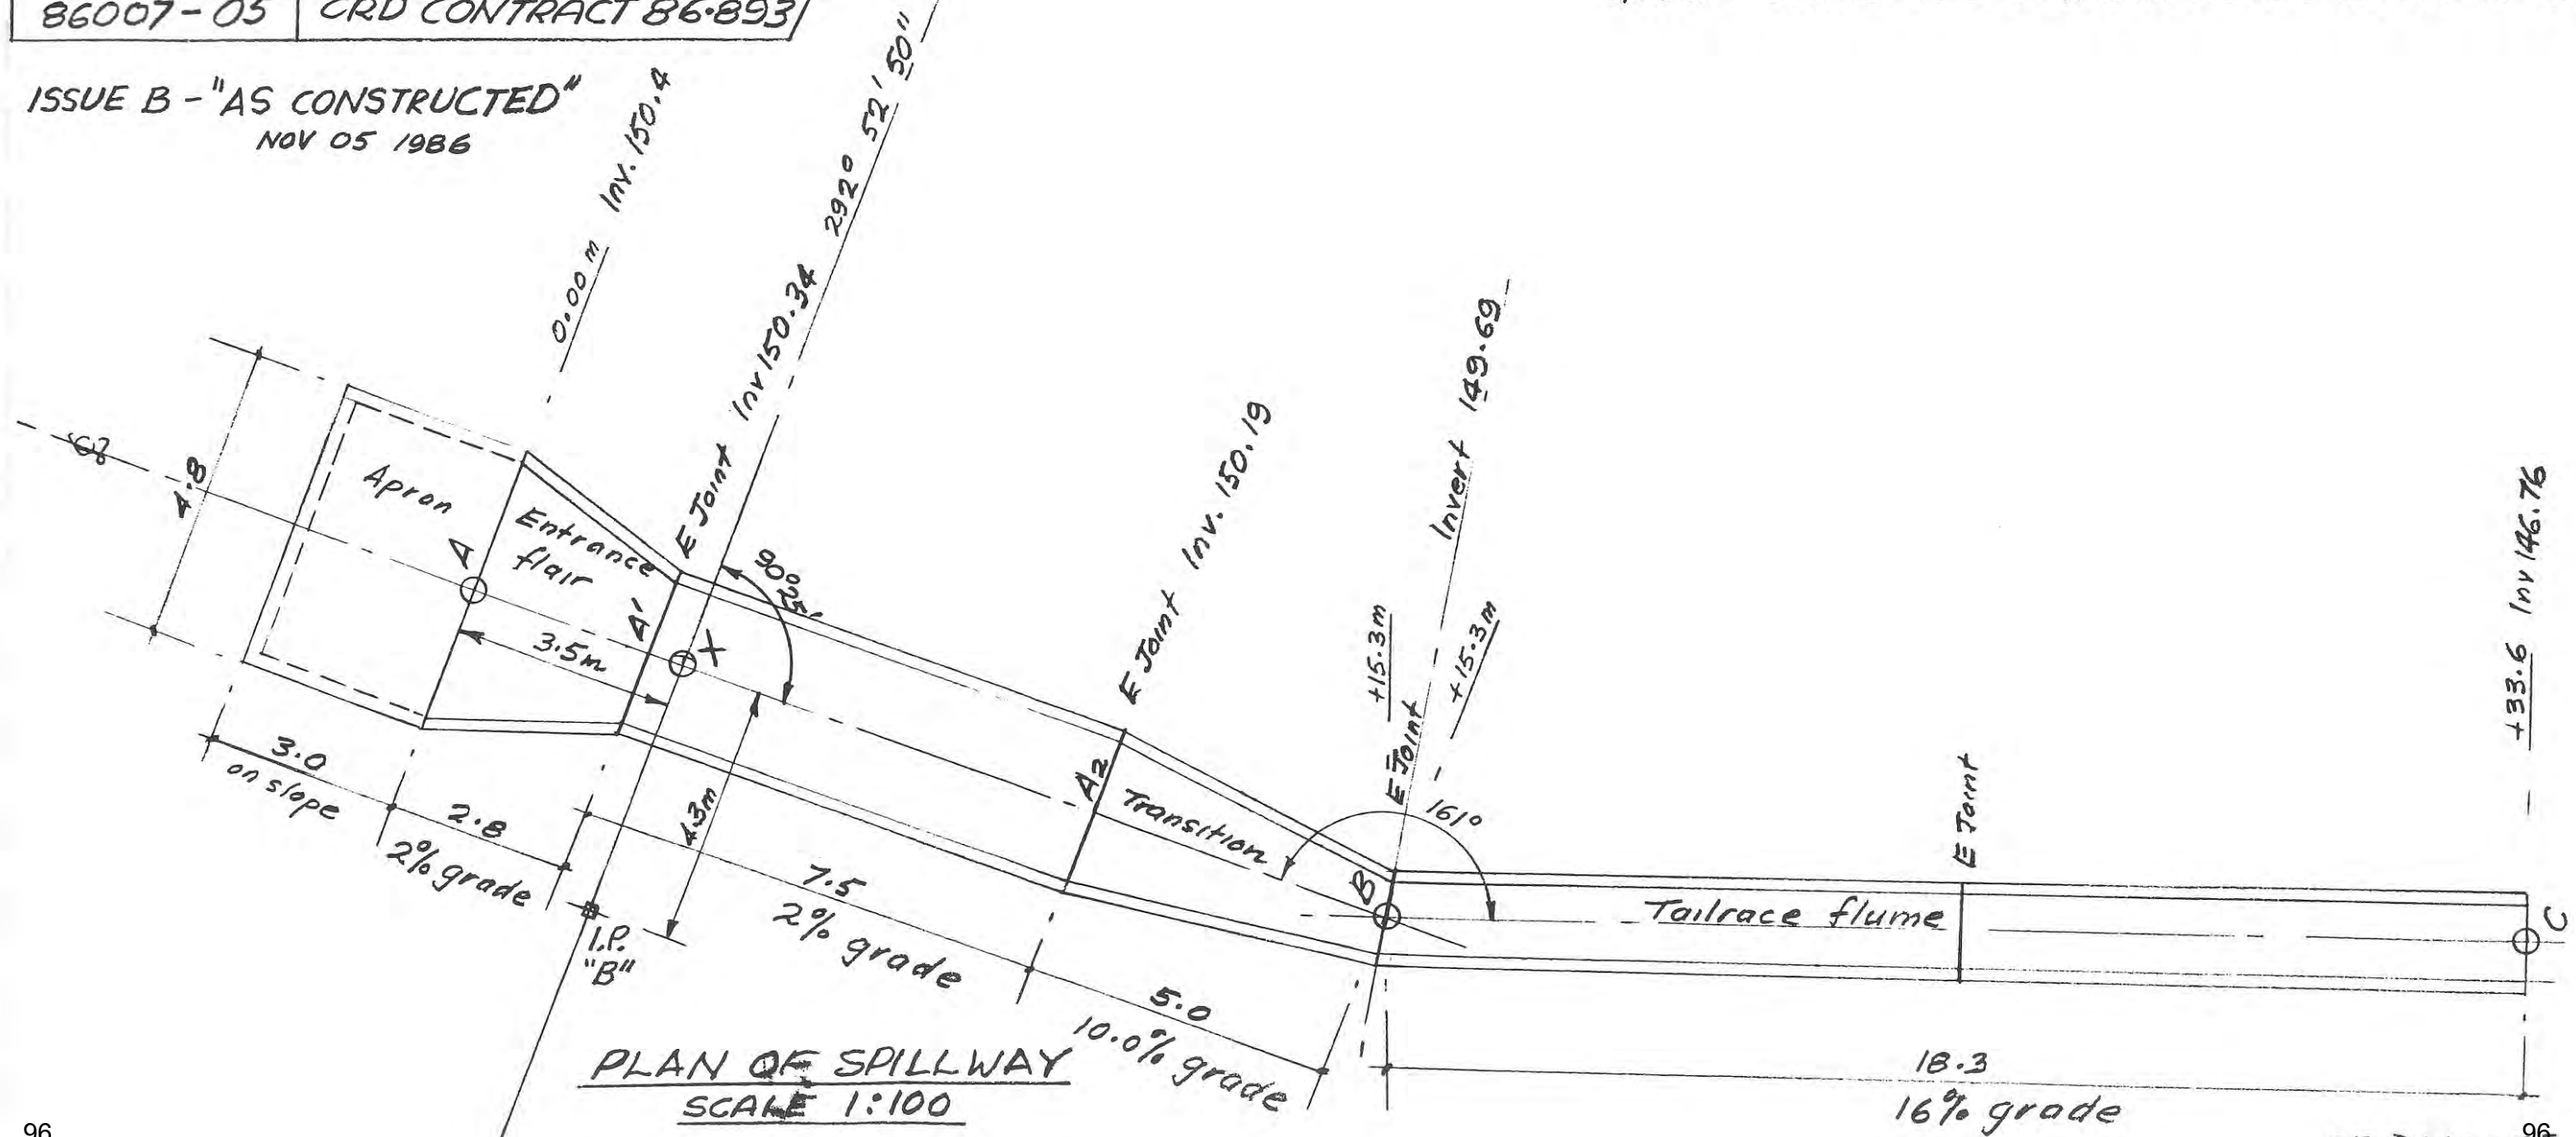 86007-05 CRD CONTRACT 86.893
ISSUE B - "AS CONSTRUCTED"
NOV 05 1986
0.00 m Inv. 150.4
292° 52' 50"
E Joint Inv 150.34
E Joint Inv. 150.19
Invert 149.69
+15.3m
E Joint
+15.3m
+33.6 Inv 146.76
4.8
Apron
A
Entrance
flair
A'
3.5m
X
90° 25'
A2
Transition
B
161°
E Joint
Tailrace flume
C
3.0
on slope
2.8
2% grade
4.3m
I.P.
"B"
7.5
2% grade
5.0
10.0% grade
18.3
16% grade
PLAN OF SPILLWAY
SCALE 1:100
96
96